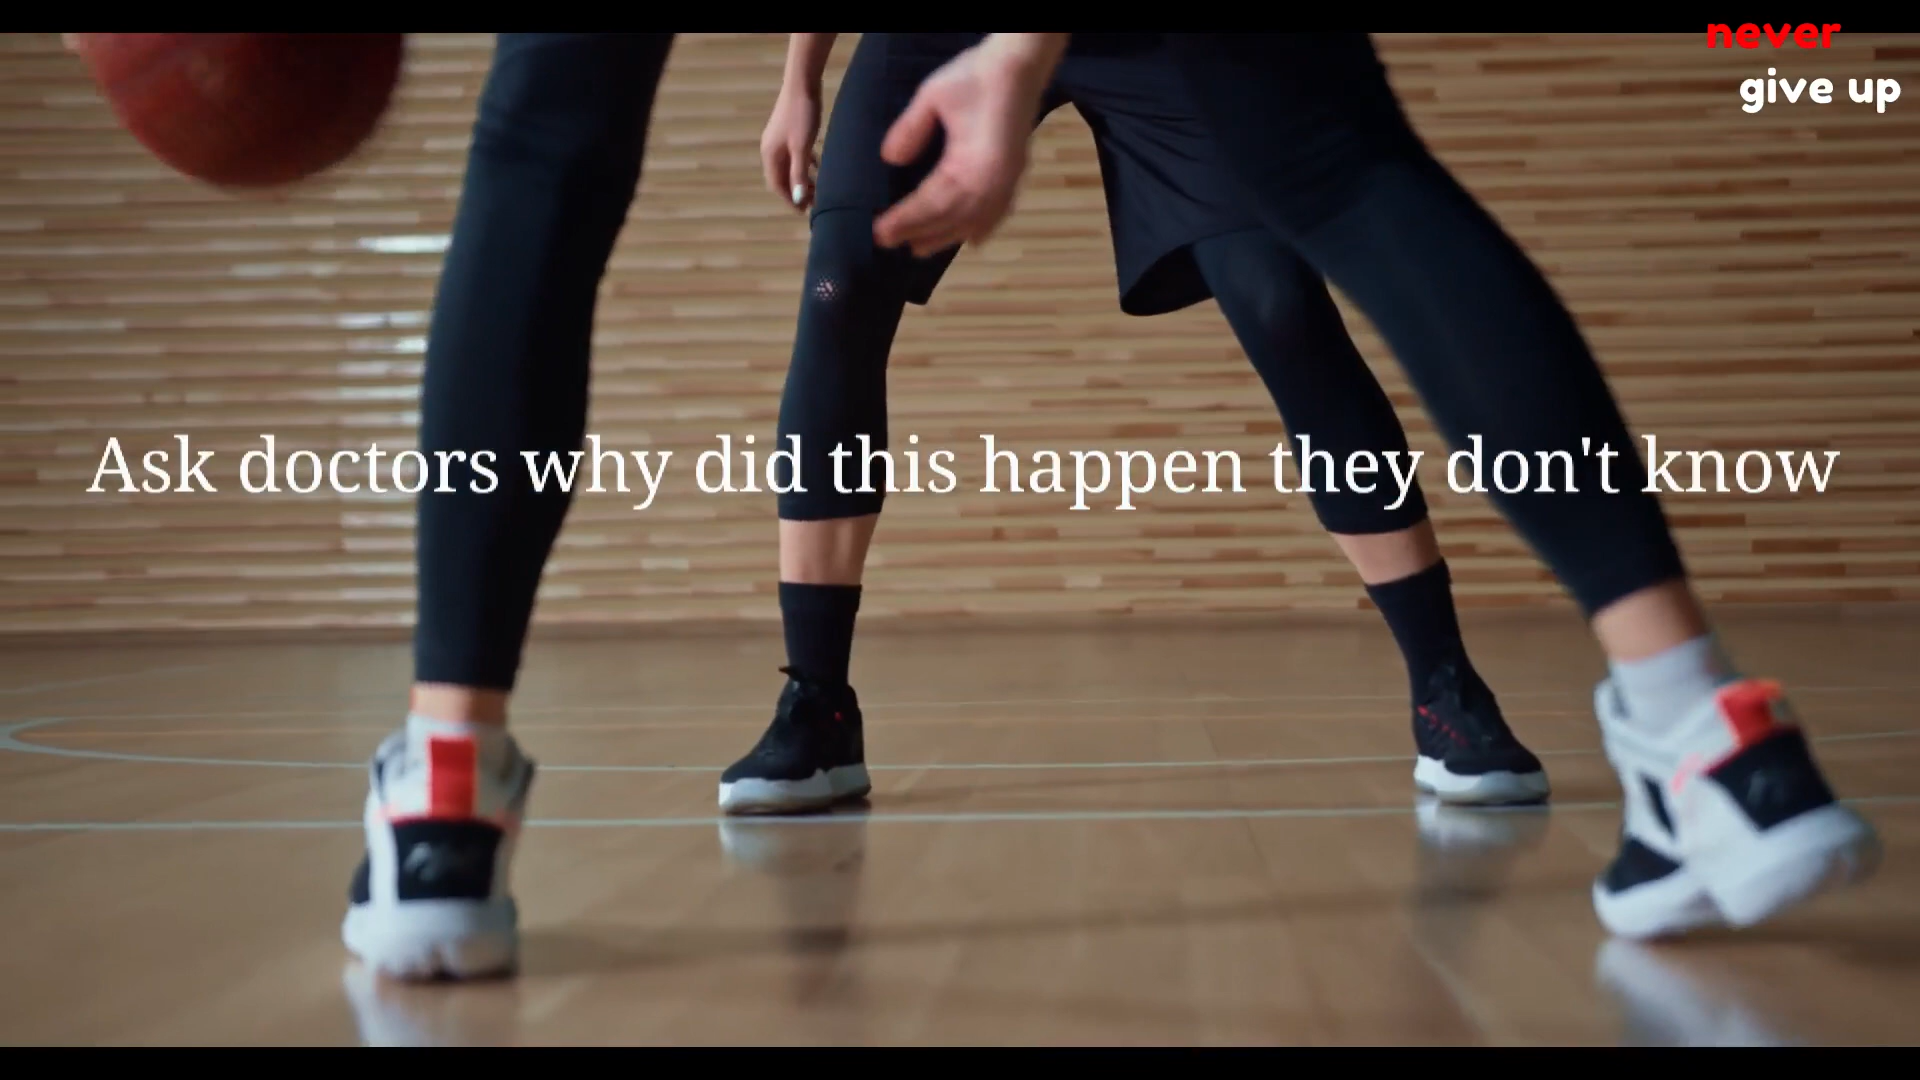 never
give up
Ask doctors why did this happen they don't know